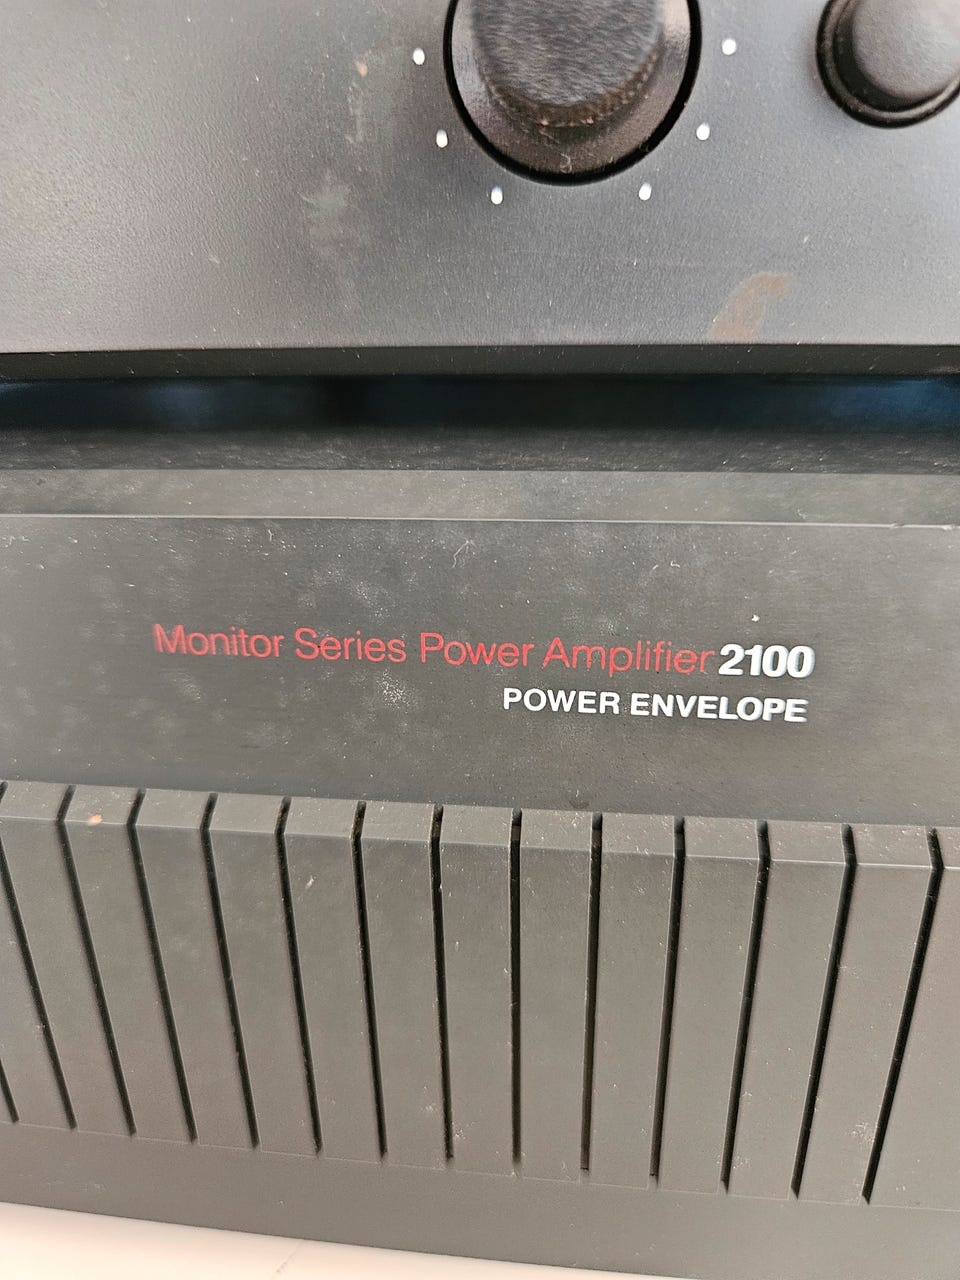 Monitor Series Power Amplifier 2100
POWER ENVELOPE